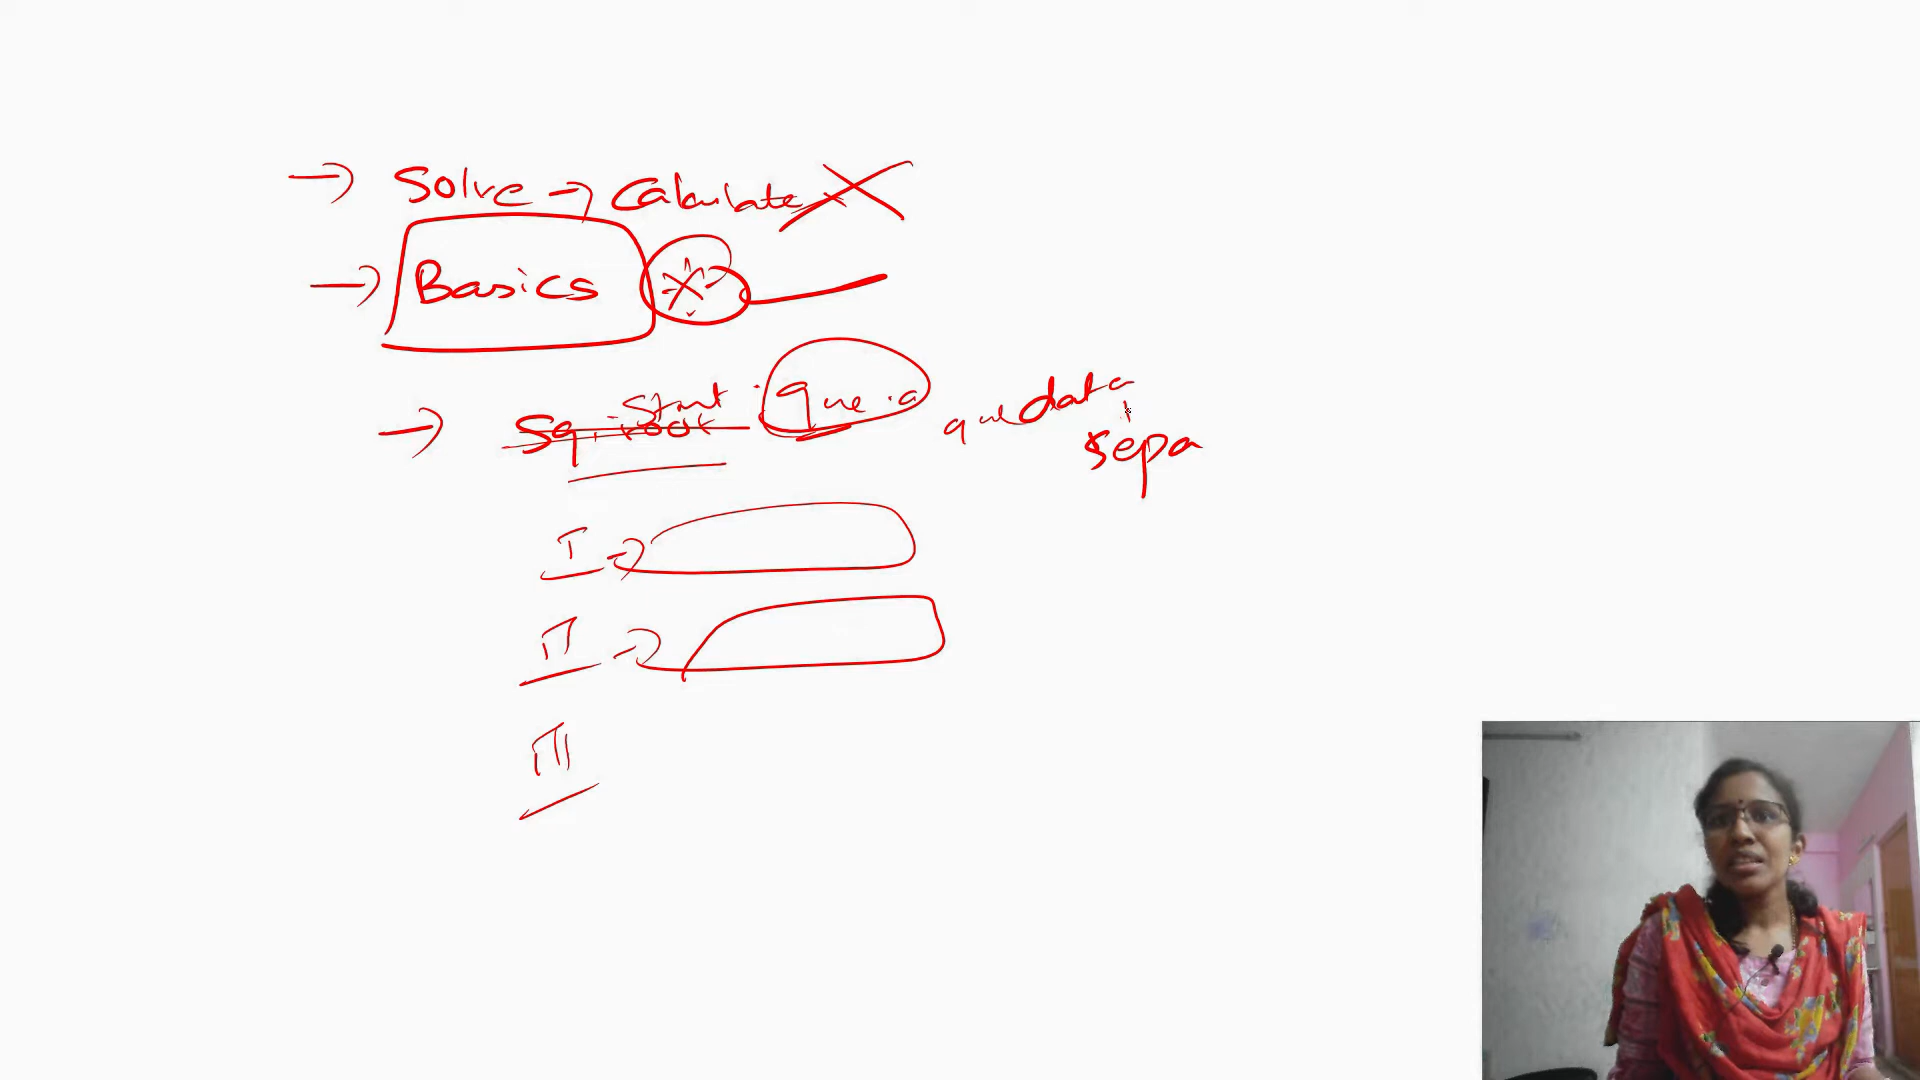 → Solve → Calculate X
→ Basics
→ Sq. root Start que. a que data
sepa
I →
II →
III